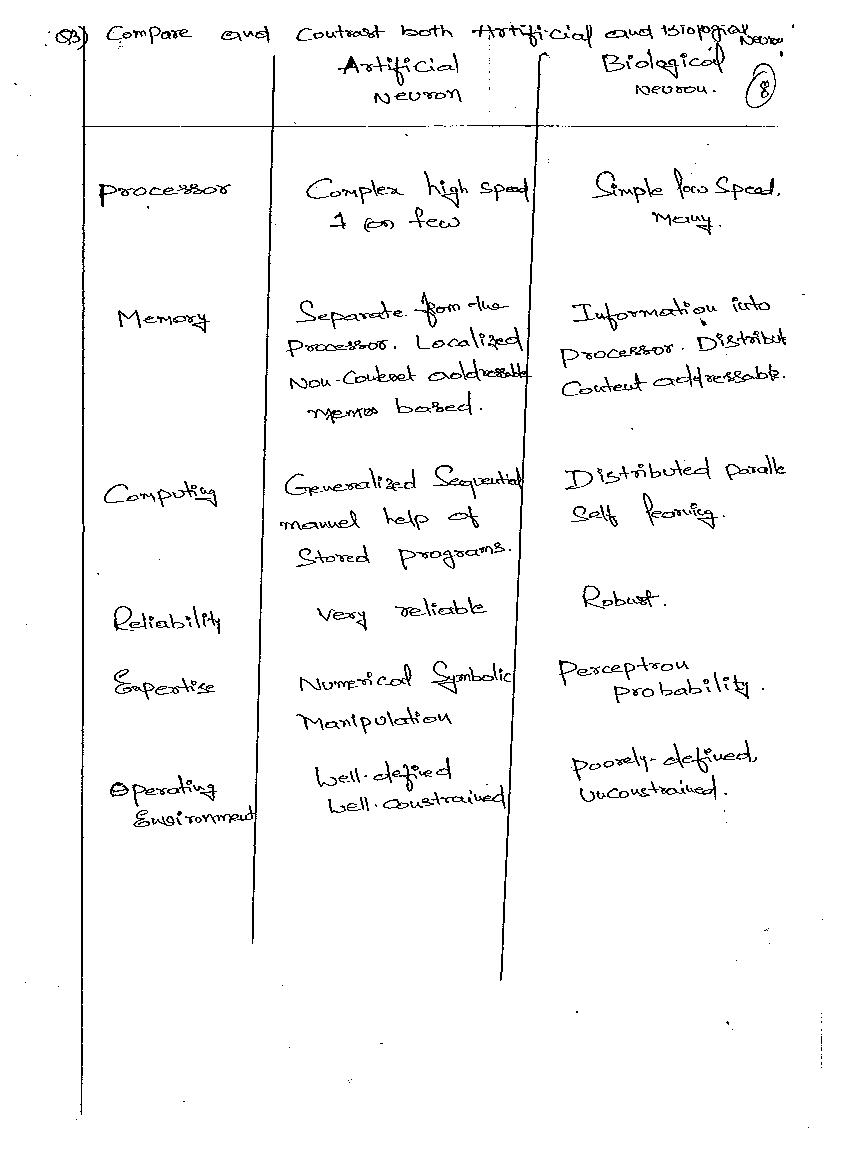 Q3) Compare and Contrast both Artificial and Biological Neuron
Artificial Neuron
Biological Neuron.
8
Processor
Complex high speed
1 (or) few
Simple low Speed.
Many.
Memory
Separate from the
Processor. Localized
Non-Content addressable
based.
Information into
Processor. Distribut
Content addressable.
Computing
Generalized Sequential
manuel help of
Stored programs.
Distributed paralle
Self learning.
Reliability
Very reliable
Robust.
Expertise
Numerical Symbolic
Manipulation
Perceptron
Probability.
Operating
Environment
Well-defined
Well-constrained
Poorely-defined,
Unconstrained.